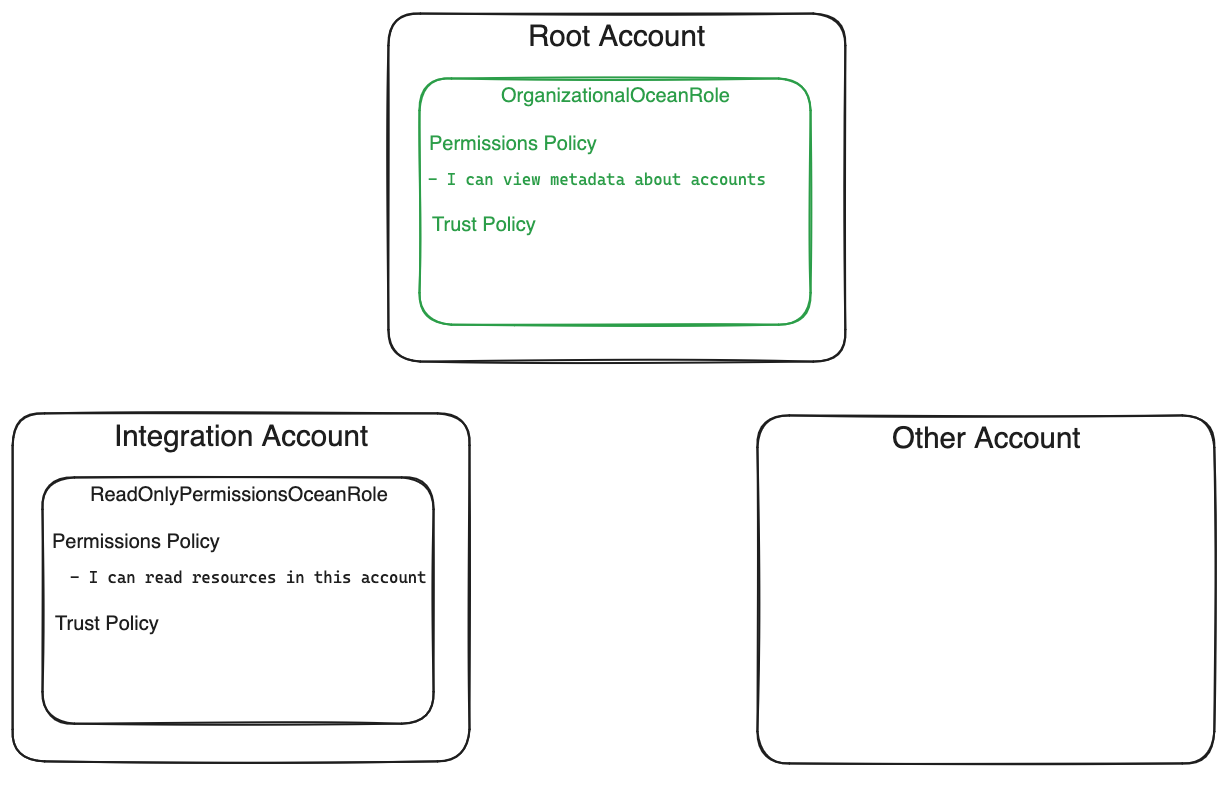 Root Account
OrganizationalOceanRole
Permissions Policy
- I can view metadata about accounts
Trust Policy
Integration Account
ReadOnlyPermissionsOceanRole
Permissions Policy
- I can read resources in this account
Trust Policy
Other Account